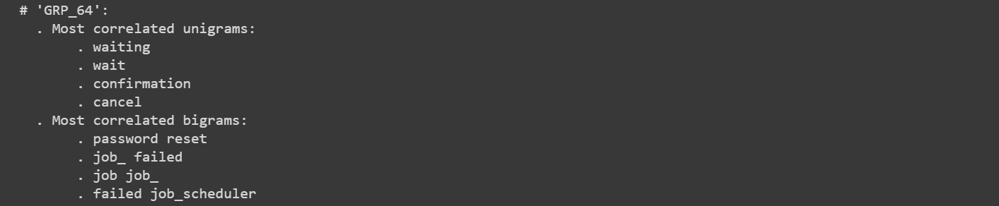 # 'GRP_64':
. Most correlated unigrams:
. waiting
. wait
. confirmation
. cancel
. Most correlated bigrams:
. password reset
. job_ failed
. job job_
. failed job_scheduler